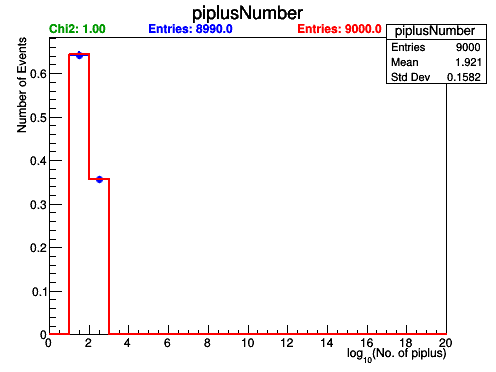 piplusNumber
Chi2: 1.00 Entries: 8990.0 Entries: 9000.0
piplusNumber
Entries 9000
Mean 1.921
Std Dev 0.1582
Number of Events
0.6
0.5
0.4
0.3
0.2
0.1
0
0 2 4 6 8 10 12 14 16 18 20
log10(No. of piplus)